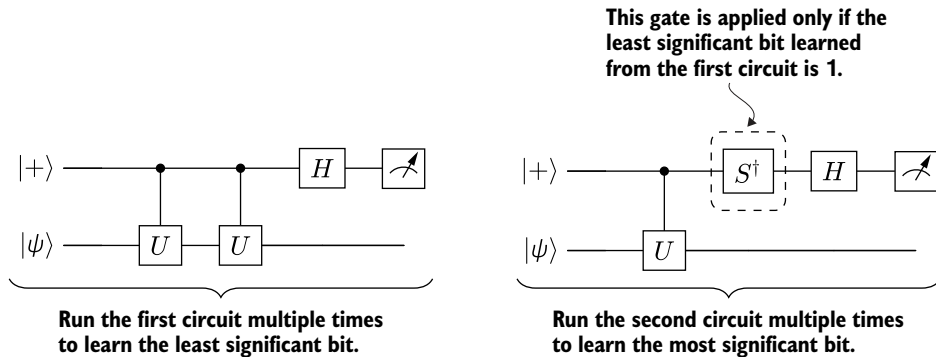 This gate is applied only if the
least significant bit learned
from the first circuit is 1.
|+⟩ H
|ψ⟩ U U
|+⟩ S† H
|ψ⟩ U
Run the first circuit multiple times
to learn the least significant bit.
Run the second circuit multiple times
to learn the most significant bit.